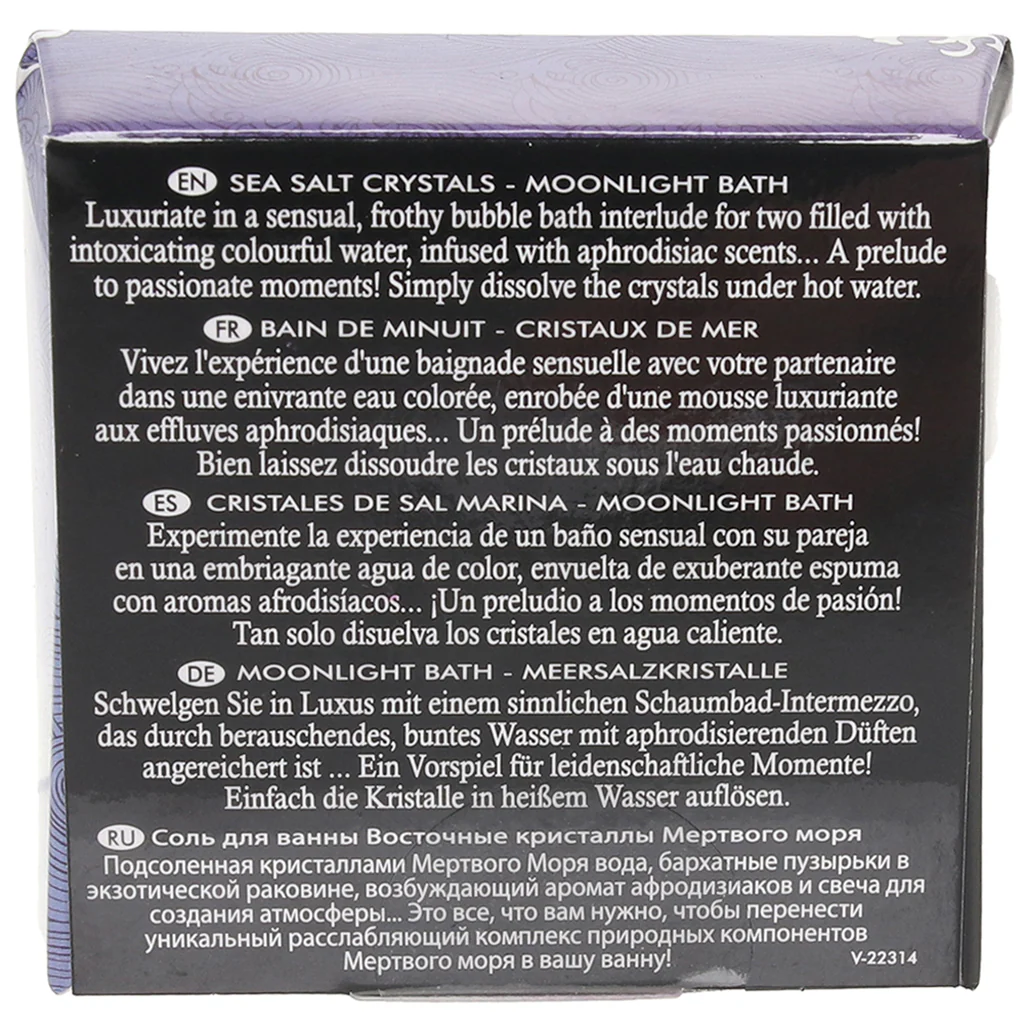 EN SEA SALT CRYSTALS - MOONLIGHT BATH
Luxuriate in a sensual, frothy bubble bath interlude for two filled with
intoxicating colourful water, infused with aphrodisiac scents... A prelude
to passionate moments! Simply dissolve the crystals under hot water.
FR BAIN DE MINUIT - CRISTAUX DE MER
Vivez l'expérience d'une baignade sensuelle avec votre partenaire
dans une enivrante eau colorée, enrobée d'une mousse luxuriante
aux effluves aphrodisiaques... Un prélude à des moments passionnés!
Bien laissez dissoudre les cristaux sous l'eau chaude.
ES CRISTALES DE SAL MARINA - MOONLIGHT BATH
Experimente la experiencia de un baño sensual con su pareja
en una embriagante agua de color, envuelta de exuberante espuma
con aromas afrodisíacos... ¡Un preludio a los momentos de pasión!
Tan solo disuelva los cristales en agua caliente.
DE MOONLIGHT BATH - MEERSALZKRISTALLE
Schwelgen Sie in Luxus mit einem sinnlichen Schaumbad-Intermezzo,
das durch berauschendes, buntes Wasser mit aphrodisierenden Düften
angereichert ist ... Ein Vorspiel für leidenschaftliche Momente!
Einfach die Kristalle in heißem Wasser auflösen.
RU Соль для ванны Восточные кристаллы Мертвого моря
Подсоленная кристаллами Мертвого Моря вода, бархатные пузырьки в
экзотической раковине, возбуждающий аромат афродизиаков и свеча для
создания атмосферы... Это все, что вам нужно, чтобы перенести
уникальный расслабляющий комплекс природных компонентов
Мертвого моря в вашу ванну!
V-22314